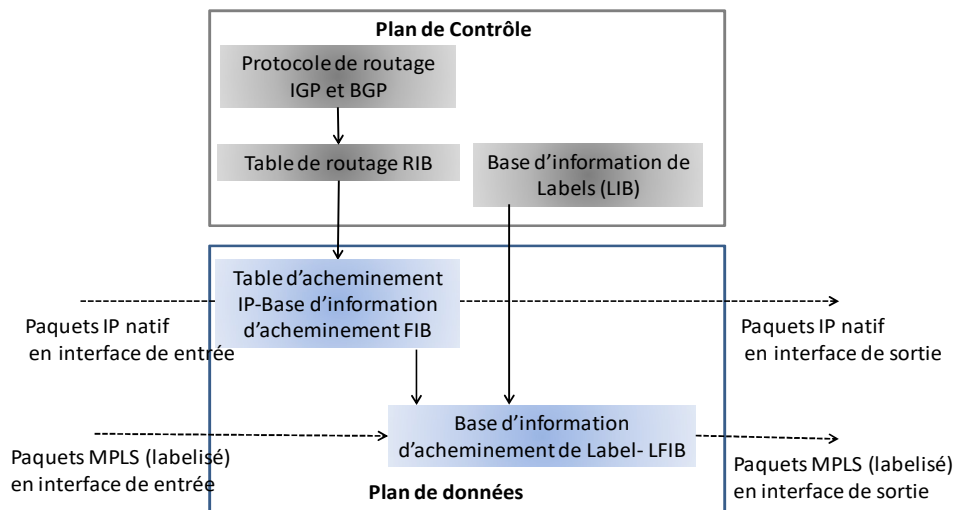 Plan de Contrôle
Protocole de routage
IGP et BGP
Table de routage RIB
Base d'information de
Labels (LIB)
Table d'acheminement
IP-Base d'information
d'acheminement FIB
Paquets IP natif
en interface de entrée
Paquets IP natif
en interface de sortie
Base d'information
d'acheminement de Label- LFIB
Paquets MPLS (labelisé)
en interface de entrée
Paquets MPLS (labelisé)
en interface de sortie
Plan de données